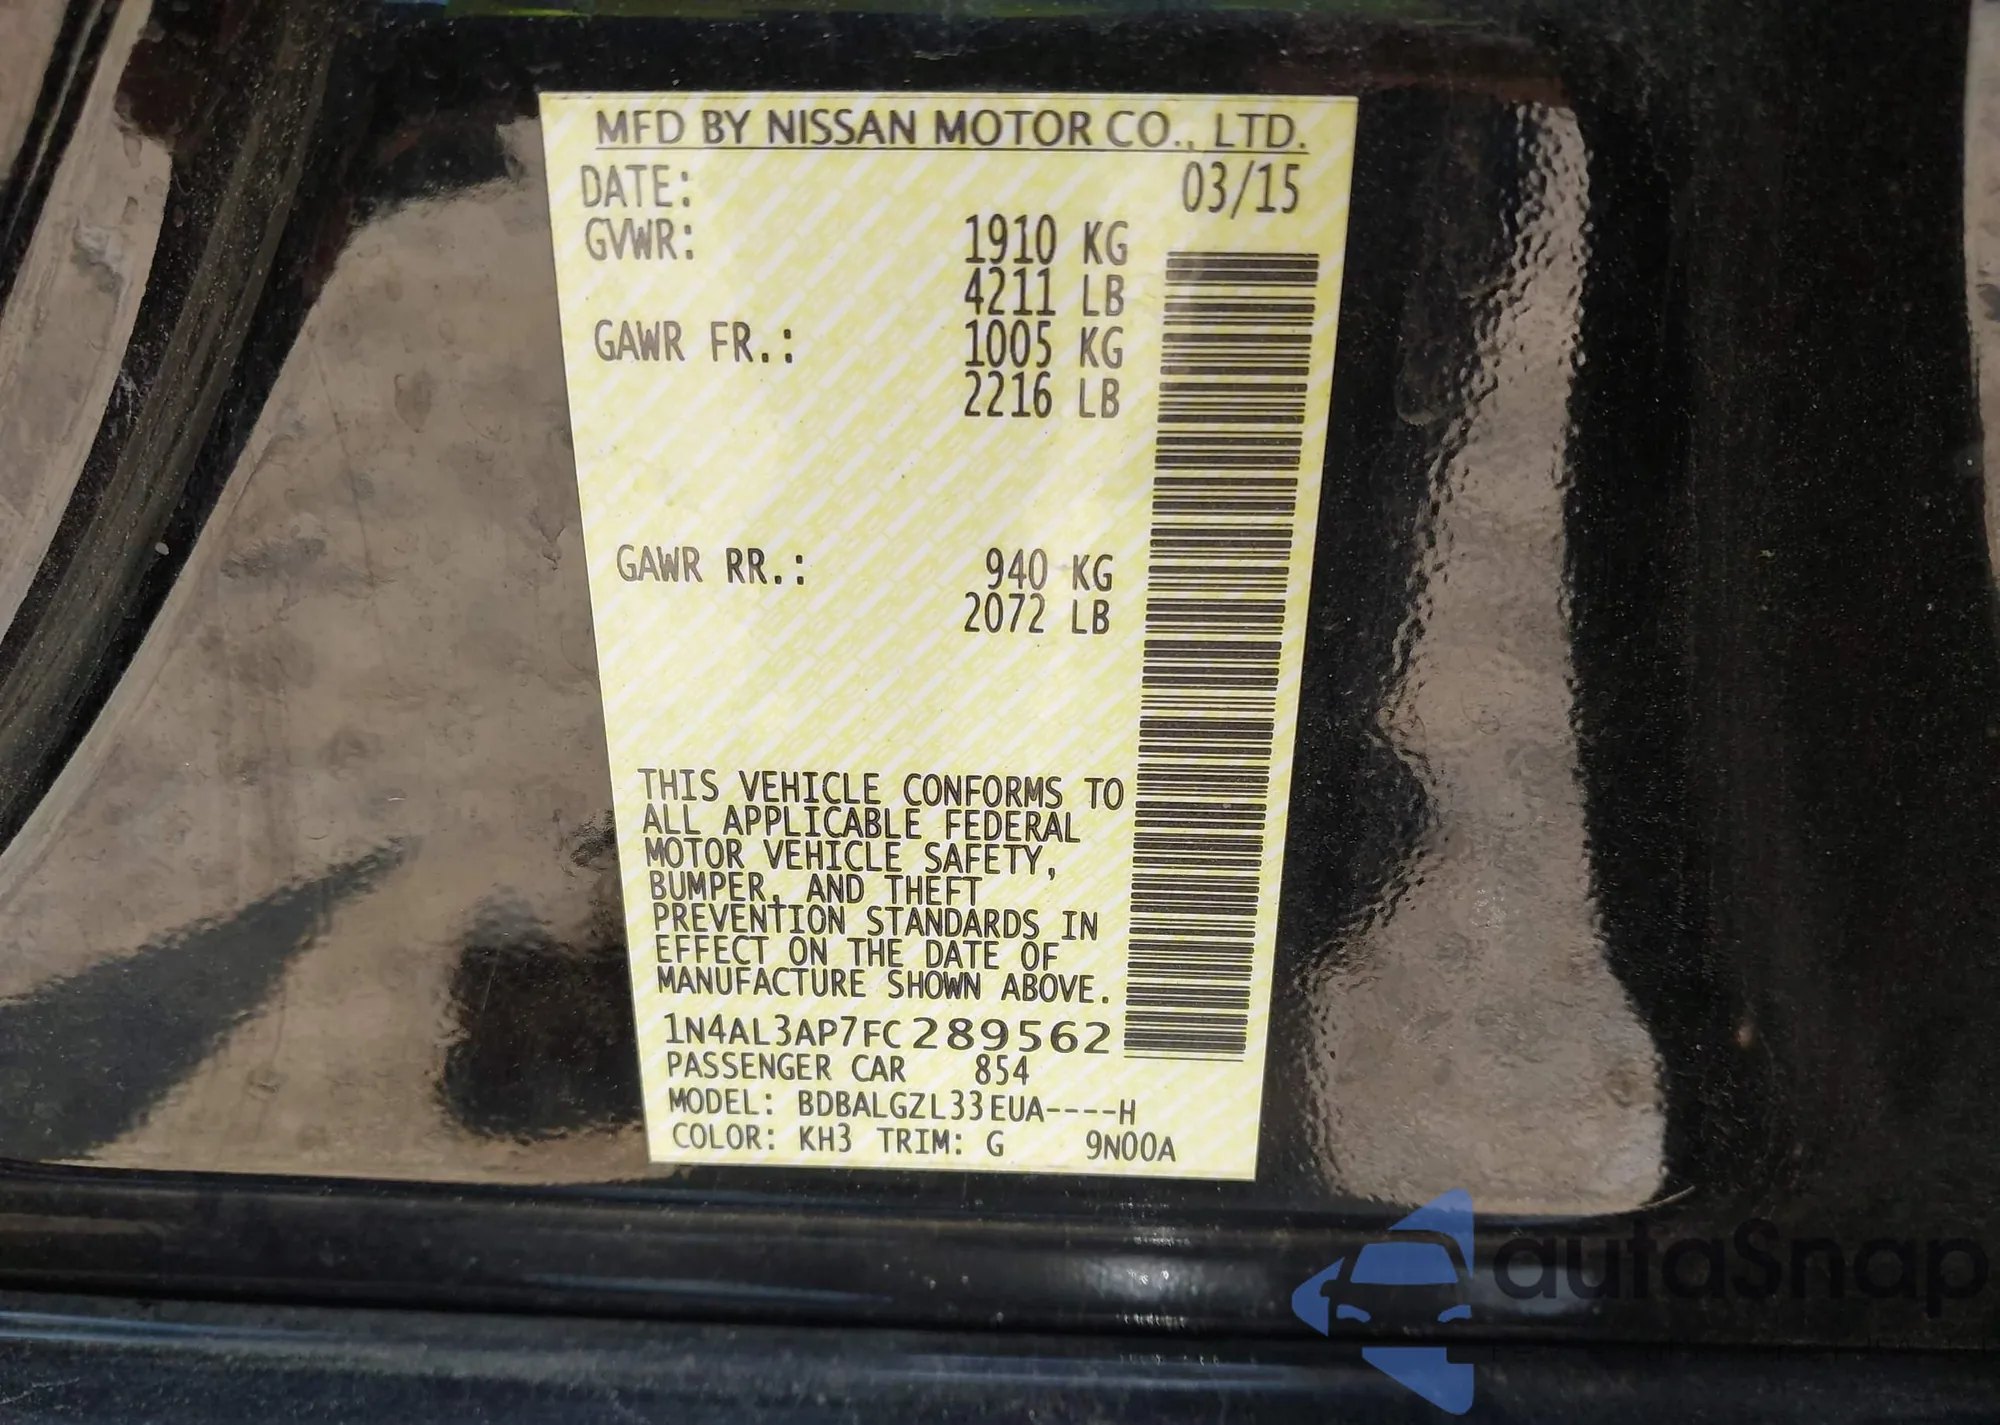 MFD BY NISSAN MOTOR CO., LTD.
DATE: 03/15
GVWR: 1910 KG
4211 LB
GAWR FR.: 1005 KG
2216 LB
GAWR RR.: 940 KG
2072 LB
THIS VEHICLE CONFORMS TO
ALL APPLICABLE FEDERAL
MOTOR VEHICLE SAFETY,
BUMPER, AND THEFT
PREVENTION STANDARDS IN
EFFECT ON THE DATE OF
MANUFACTURE SHOWN ABOVE.
1N4AL3AP7FC289562
PASSENGER CAR 854
MODEL: BDBALGZL33EUA----H
COLOR: KH3 TRIM: G 9N00A
autaSnap